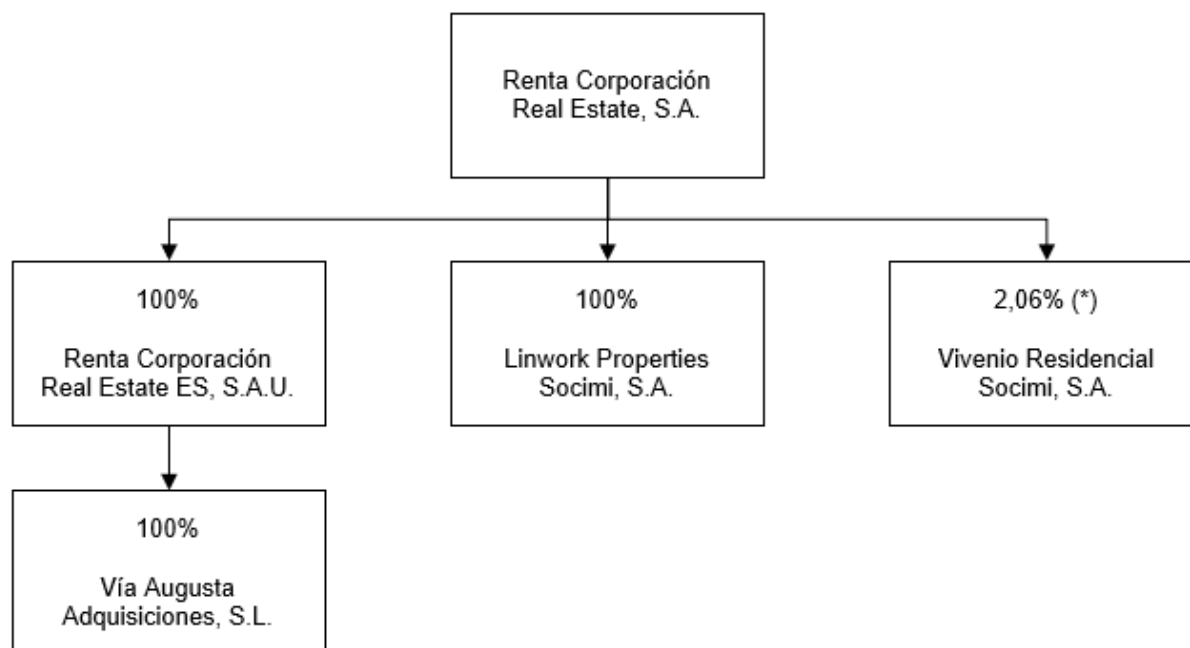 Renta Corporación
Real Estate, S.A.
100%
Renta Corporación
Real Estate ES, S.A.U.
100%
Linwork Properties
Socimi, S.A.
2,06% (*)
Vivenio Residencial
Socimi, S.A.
100%
Vía Augusta
Adquisiciones, S.L.